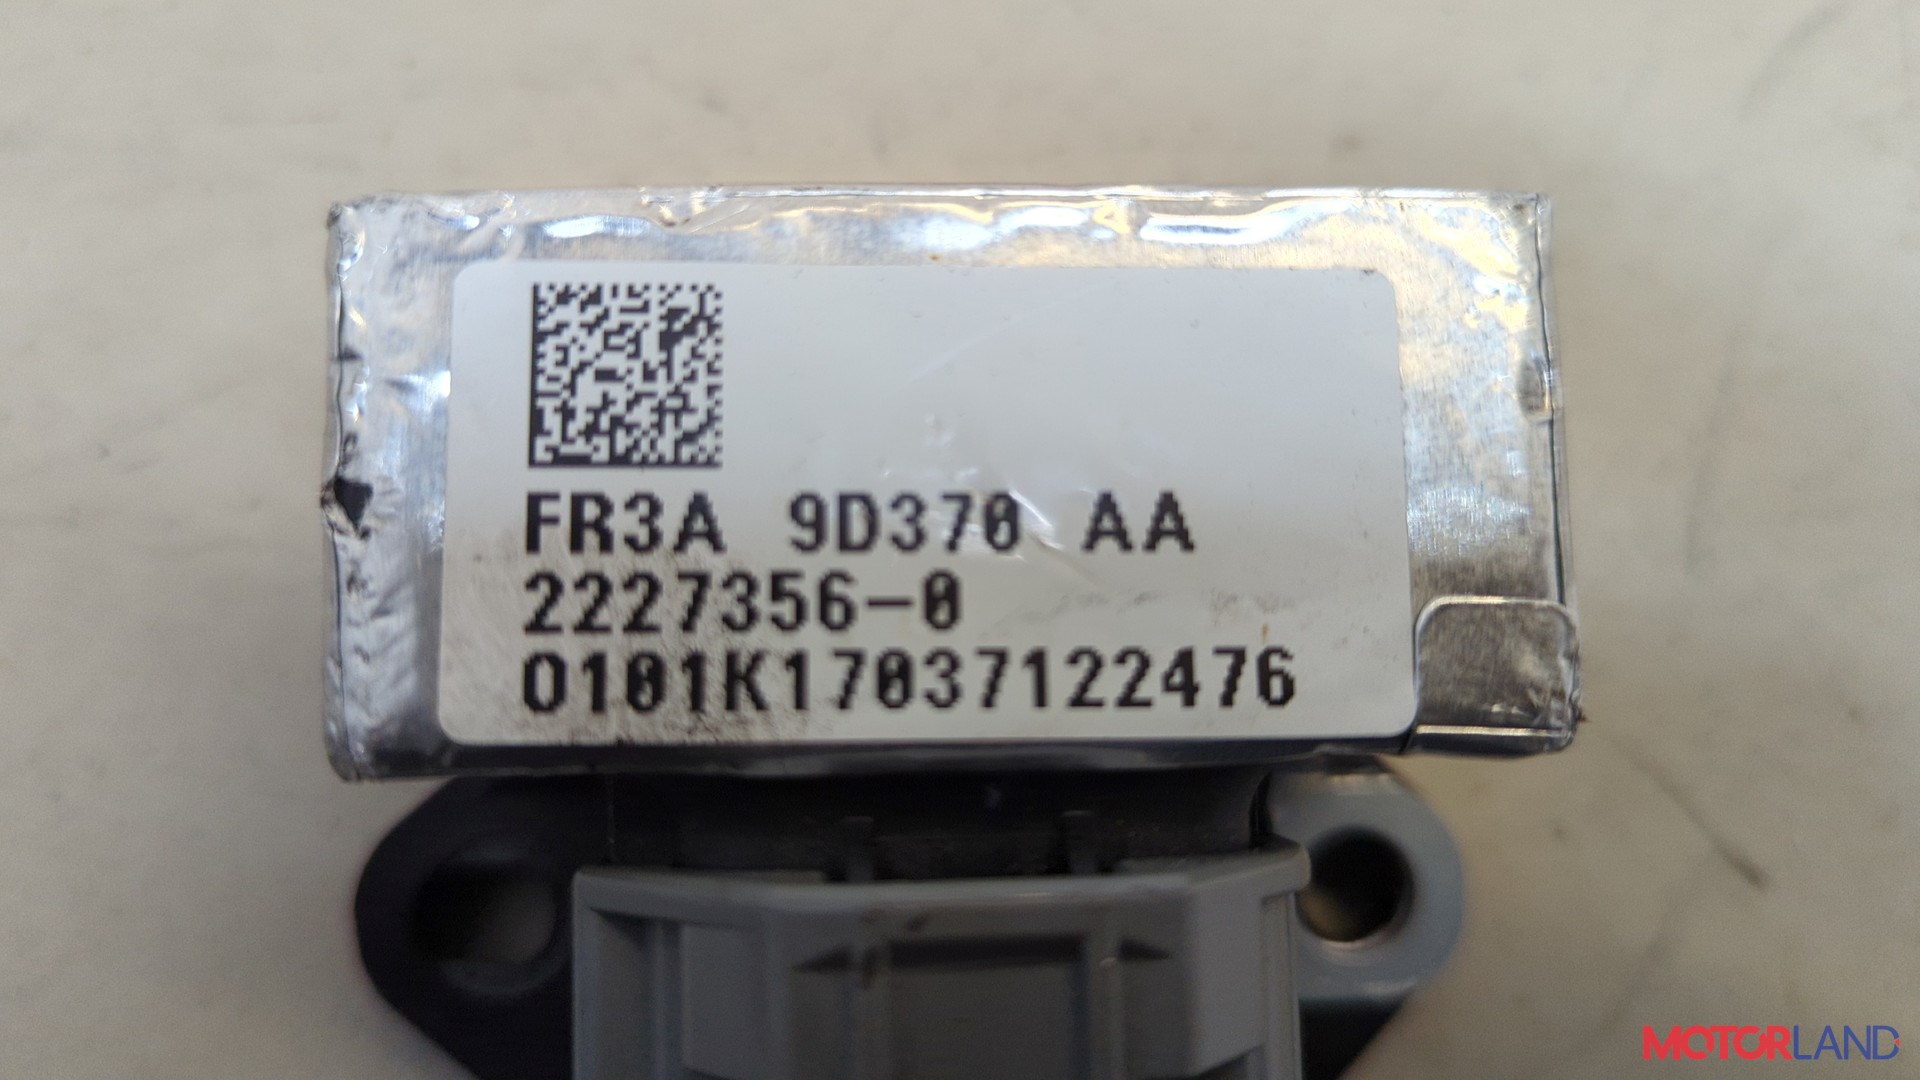 FR3A 9D370 AA
2227356-0
0101K17037122476
MOTORLAND